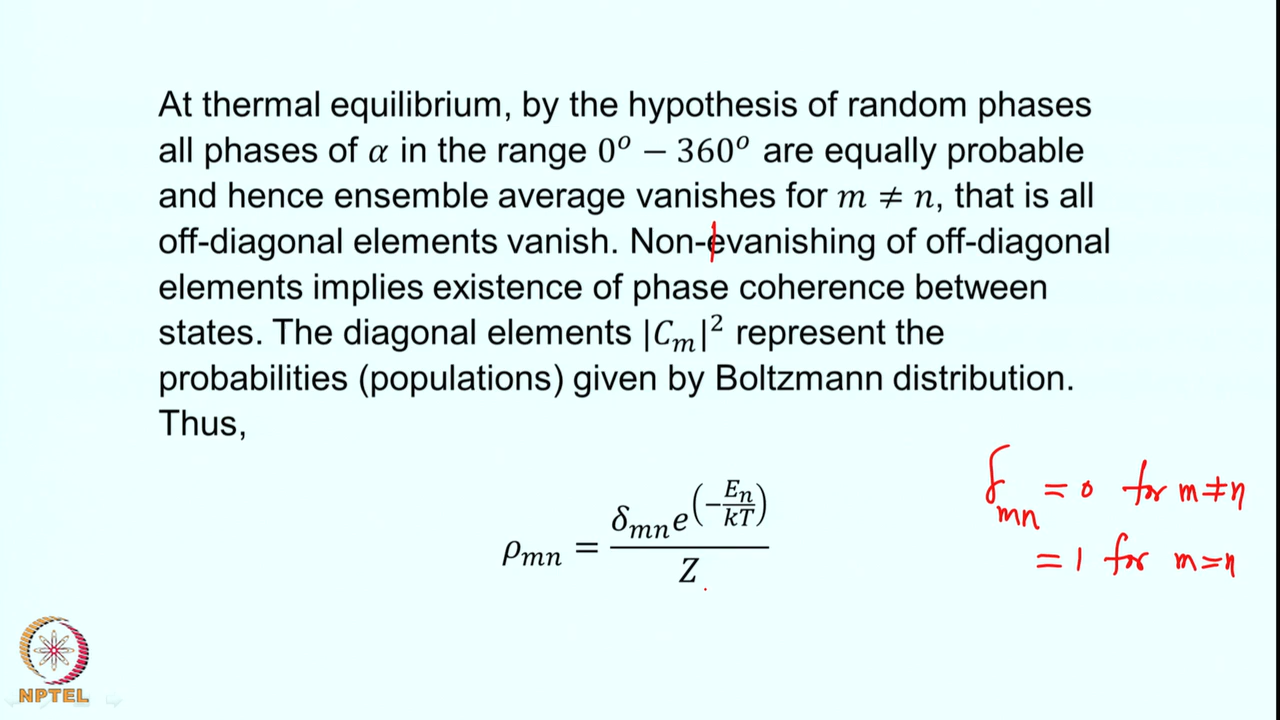 At thermal equilibrium, by the hypothesis of random phases
all phases of α in the range 0ᵒ − 360ᵒ are equally probable
and hence ensemble average vanishes for m ≠ n, that is all
off-diagonal elements vanish. Non-evanishing of off-diagonal
elements implies existence of phase coherence between
states. The diagonal elements |Cₘ|² represent the
probabilities (populations) given by Boltzmann distribution.
Thus,
ρₘₙ = δₘₙe^(−Eₙ/kT) / Z
δₘₙ = 0 for m≠n
= 1 for m=n
NPTEL